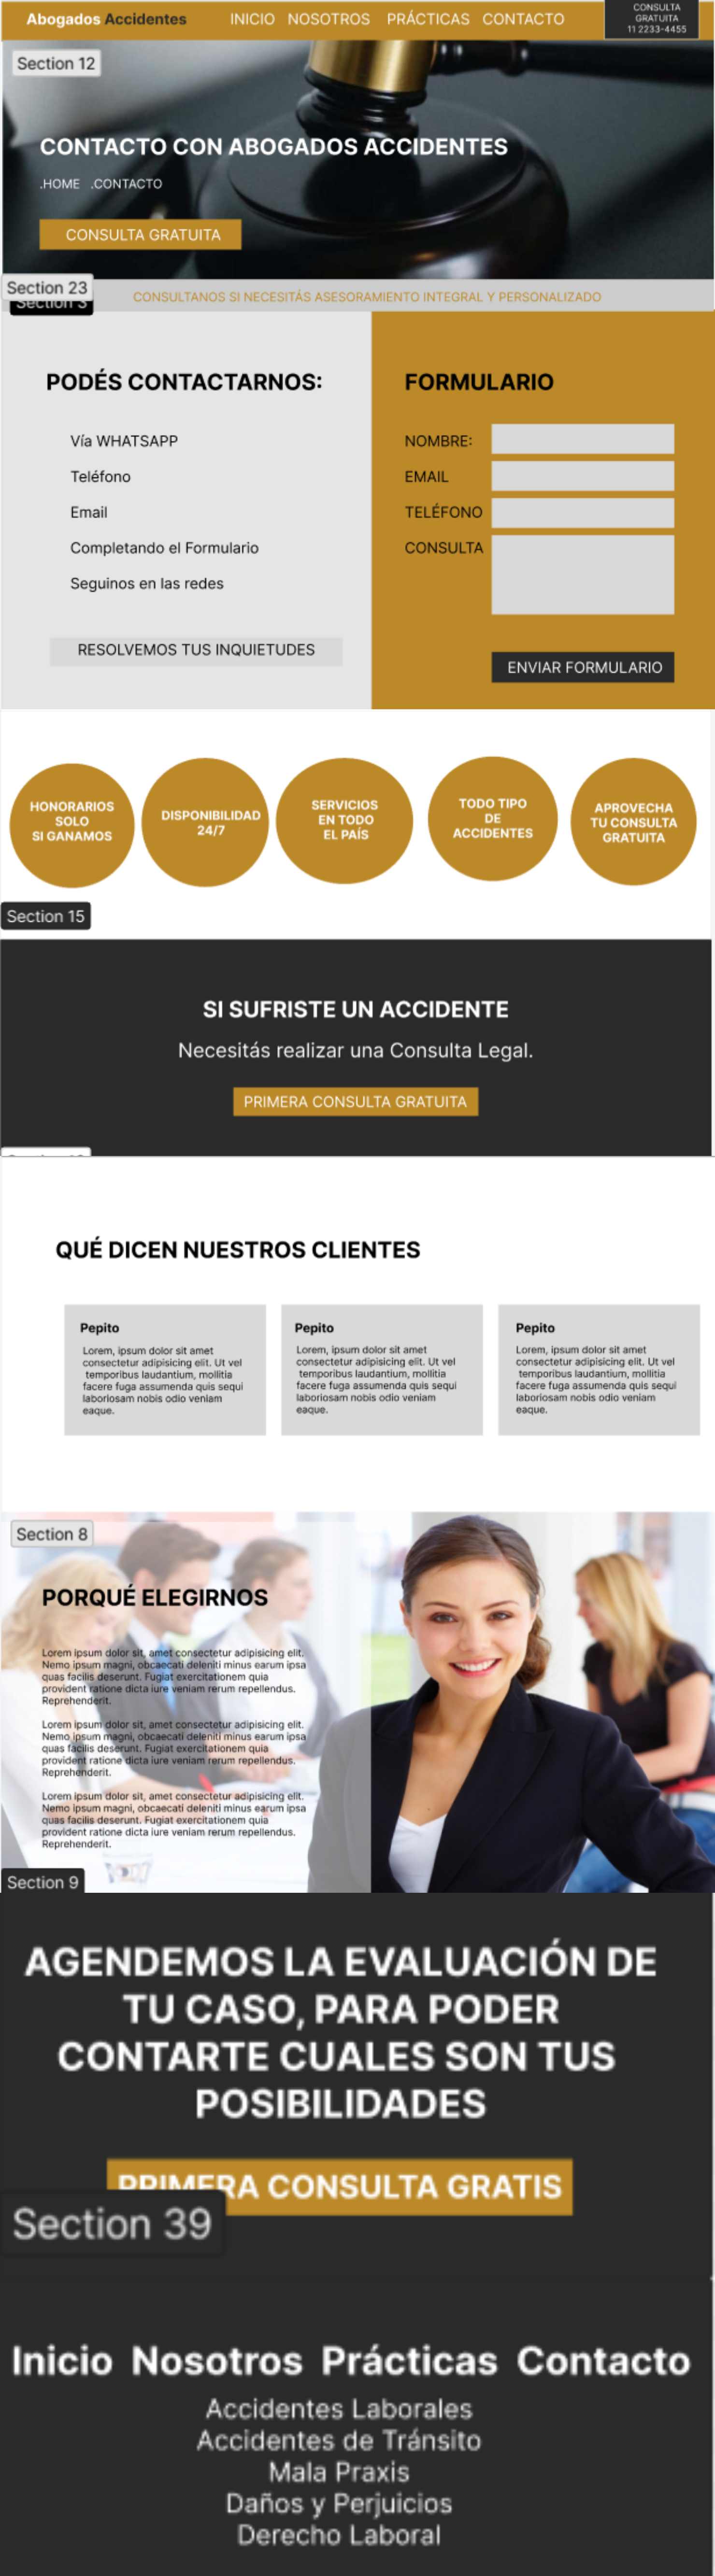 Abogados Accidentes INICIO NOSOTROS PRÁCTICAS CONTACTO
CONSULTA
GRATUITA
11 2233-4455
Section 12
CONTACTO CON ABOGADOS ACCIDENTES
.HOME .CONTACTO
CONSULTA GRATUITA
Section 23
Section 3
CONSULTANOS SI NECESITÁS ASESORAMIENTO INTEGRAL Y PERSONALIZADO
PODÉS CONTACTARNOS:
Vía WHATSAPP
Teléfono
Email
Completando el Formulario
Seguinos en las redes
RESOLVEMOS TUS INQUIETUDES
FORMULARIO
NOMBRE:
EMAIL
TELÉFONO
CONSULTA
ENVIAR FORMULARIO
HONORARIOS
SOLO
SI GANAMOS
DISPONIBILIDAD
24/7
SERVICIOS
EN TODO
EL PAÍS
TODO TIPO
DE
ACCIDENTES
APROVECHA
TU CONSULTA
GRATUITA
Section 15
SI SUFRISTE UN ACCIDENTE
Necesitás realizar una Consulta Legal.
PRIMERA CONSULTA GRATUITA
QUÉ DICEN NUESTROS CLIENTES
Pepito
Lorem, ipsum dolor sit amet
consectetur adipisicing elit. Ut vel
temporibus laudantium, mollitia
facere fuga assumenda quis sequi
laboriosam nobis odio veniam
eaque.
Pepito
Lorem, ipsum dolor sit amet
consectetur adipisicing elit. Ut vel
temporibus laudantium, mollitia
facere fuga assumenda quis sequi
laboriosam nobis odio veniam
eaque.
Pepito
Lorem, ipsum dolor sit amet
consectetur adipisicing elit. Ut vel
temporibus laudantium, mollitia
facere fuga assumenda quis sequi
laboriosam nobis odio veniam
eaque.
Section 8
PORQUÉ ELEGIRNOS
Lorem ipsum dolor sit, amet consectetur adipisicing elit.
Nemo ipsum magni, obcaecati deleniti minus earum ipsa
quas facilis deserunt. Fugiat exercitationem quia
provident ratione dicta iure veniam rerum repellendus.
Reprehenderit.
Lorem ipsum dolor sit, amet consectetur adipisicing elit.
Nemo ipsum magni, obcaecati deleniti minus earum ipsa
quas facilis deserunt. Fugiat exercitationem quia
provident ratione dicta iure veniam rerum repellendus.
Reprehenderit.
Lorem ipsum dolor sit, amet consectetur adipisicing elit.
Nemo ipsum magni, obcaecati deleniti minus earum ipsa
quas facilis deserunt. Fugiat exercitationem quia
provident ratione dicta iure veniam rerum repellendus.
Reprehenderit.
Section 9
AGENDEMOS LA EVALUACIÓN DE
TU CASO, PARA PODER
CONTARTE CUALES SON TUS
POSIBILIDADES
PRIMERA CONSULTA GRATIS
Section 39
Inicio Nosotros Prácticas Contacto
Accidentes Laborales
Accidentes de Tránsito
Mala Praxis
Daños y Perjuicios
Derecho Laboral